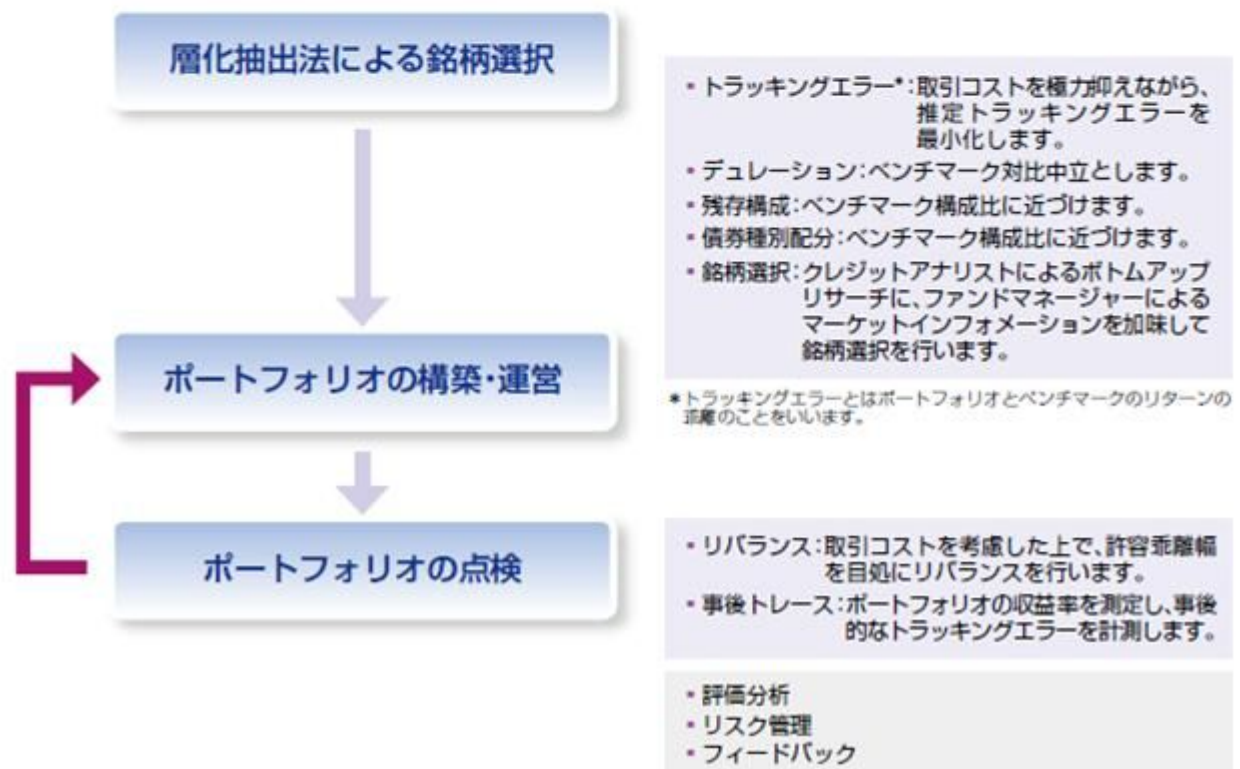 層化抽出法による銘柄選択
・トラッキングエラー*:取引コストを極力抑えながら、
推定トラッキングエラーを
最小化します。
・デュレーション:ベンチマーク対比中立とします。
・残存構成:ベンチマーク構成比に近づけます。
・債券種別配分:ベンチマーク構成比に近づけます。
・銘柄選択:クレジットアナリストによるボトムアップ
リサーチに、ファンドマネージャーによる
マーケットインフォメーションを加味して
銘柄選択を行います。
*トラッキングエラーとはポートフォリオとベンチマークのリターンの
乖離のことをいいます。
ポートフォリオの構築・運営
ポートフォリオの点検
・リバランス:取引コストを考慮した上で、許容乖離幅
を目処にリバランスを行います。
・事後トレース:ポートフォリオの収益率を測定し、事後
的なトラッキングエラーを計測します。
・評価分析
・リスク管理
・フィードバック